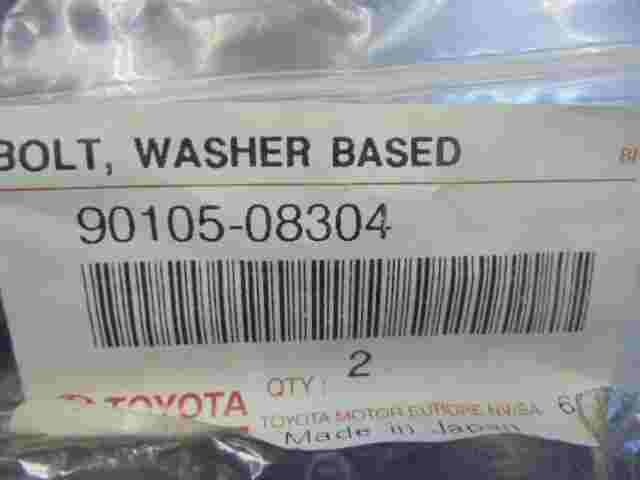 BOLT, WASHER BASED
90105-08304
QTY: 2
TOYOTA
TOYOTA MOTOR EUROPE NV/SA
Made in Japan